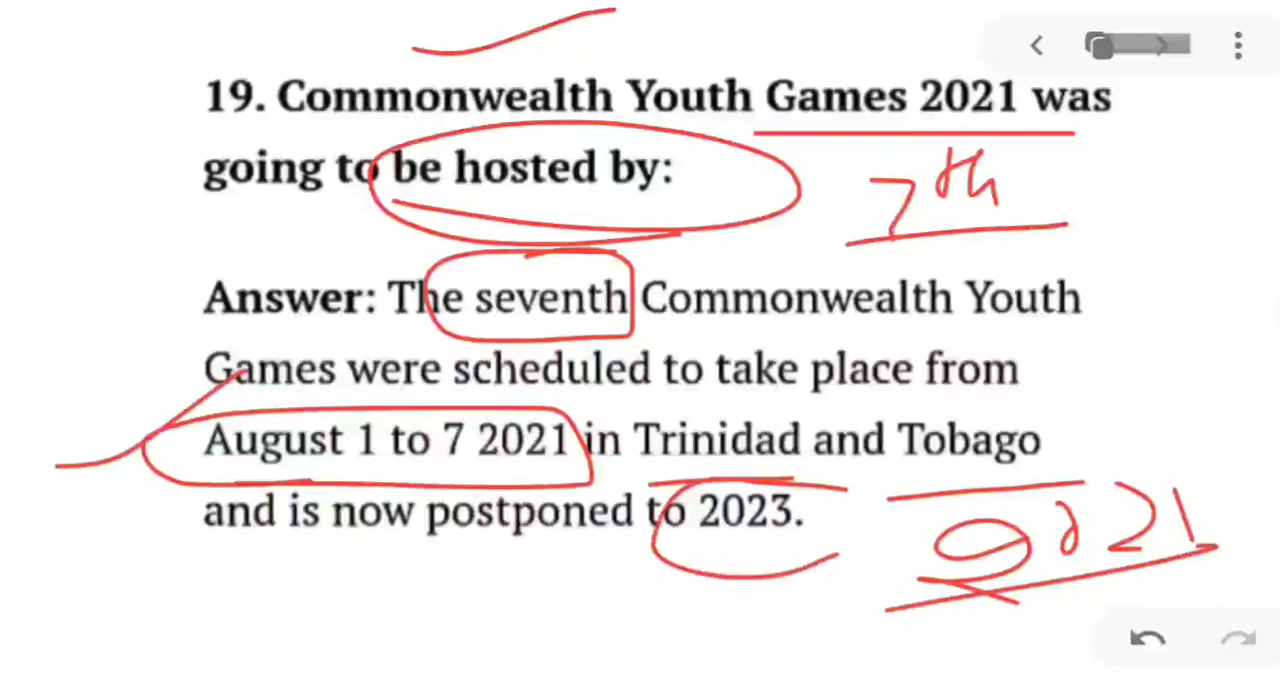 19. Commonwealth Youth Games 2021 was
going to be hosted by:
7th
Answer: The seventh Commonwealth Youth
Games were scheduled to take place from
August 1 to 7 2021 in Trinidad and Tobago
and is now postponed to 2023.